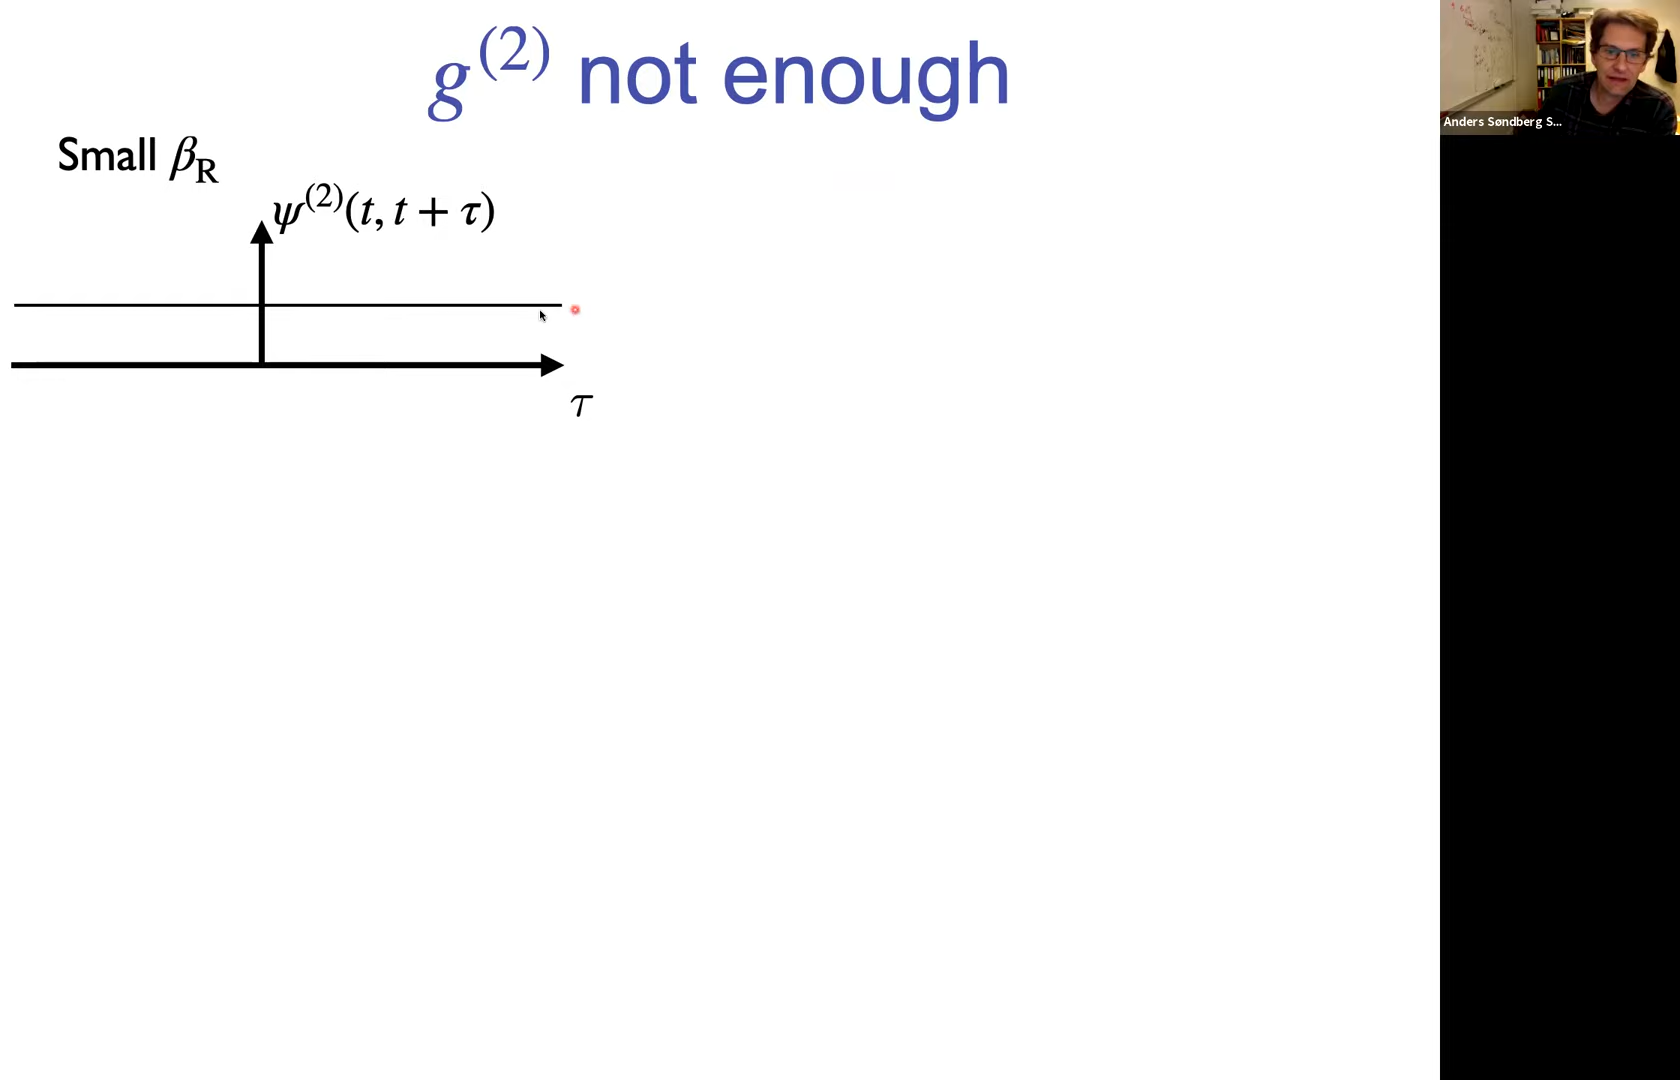 g⁽²⁾ not enough
Small β_R
ψ⁽²⁾(t, t + τ)
τ
Anders Søndberg S...